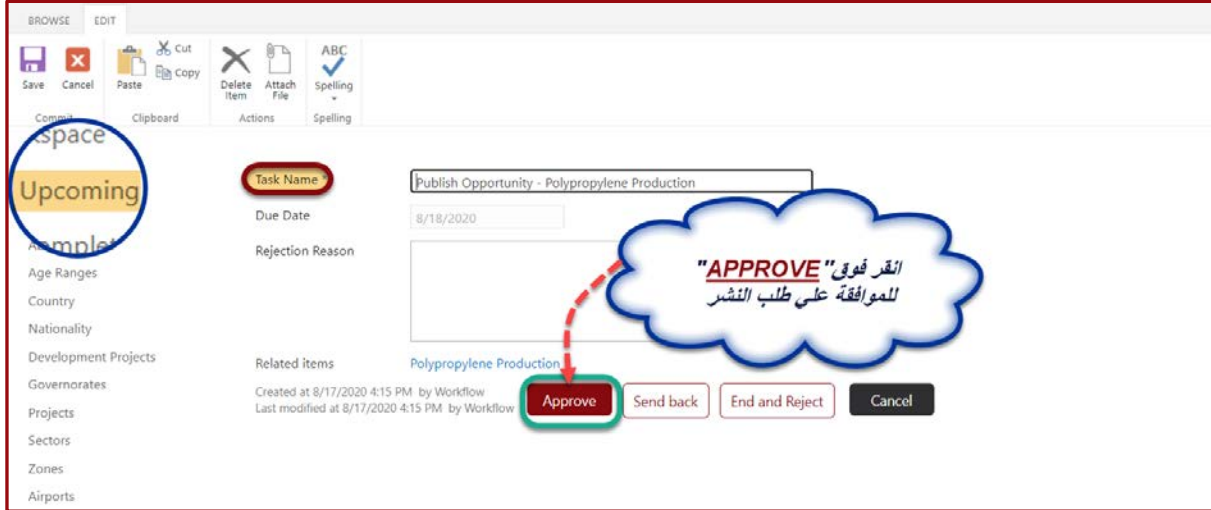 BROWSE EDIT
Save Cancel Paste Cut Copy Delete Item Attach File ABC Spelling
Commit Clipboard Actions Spelling
Upcoming
Age Ranges
Country
Nationality
Development Projects
Governorates
Projects
Sectors
Zones
Airports
Task Name *
Publish Opportunity - Polypropylene Production
Due Date
8/18/2020
Rejection Reason
انقر فوق "APPROVE"
للموافقة على طلب النشر
Related items
Polypropylene Production
Created at 8/17/2020 4:15 PM by Workflow
Last modified at 8/17/2020 4:15 PM by Workflow
Approve Send back End and Reject Cancel